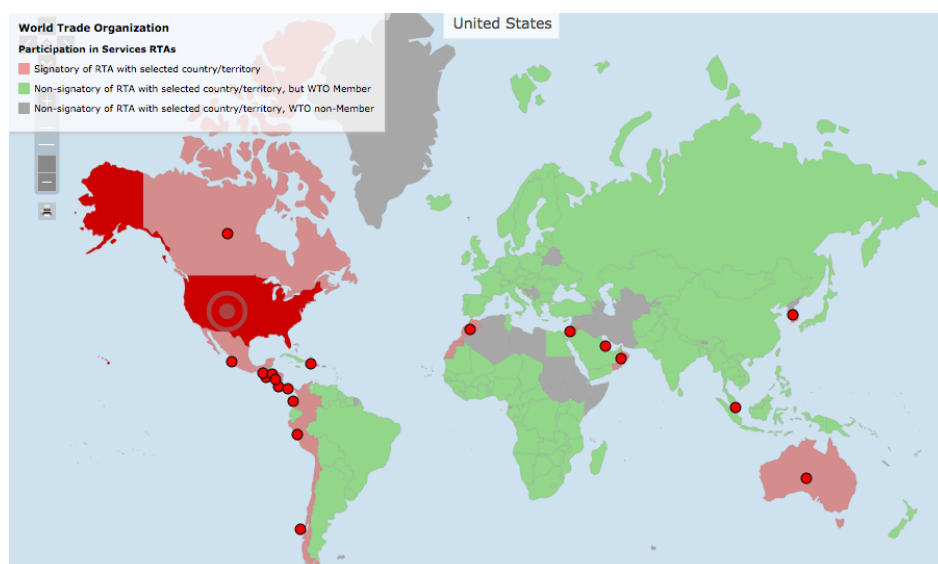 United States
World Trade Organization
Participation in Services RTAs
Signatory of RTA with selected country/territory
Non-signatory of RTA with selected country/territory, but WTO Member
Non-signatory of RTA with selected country/territory, WTO non-Member